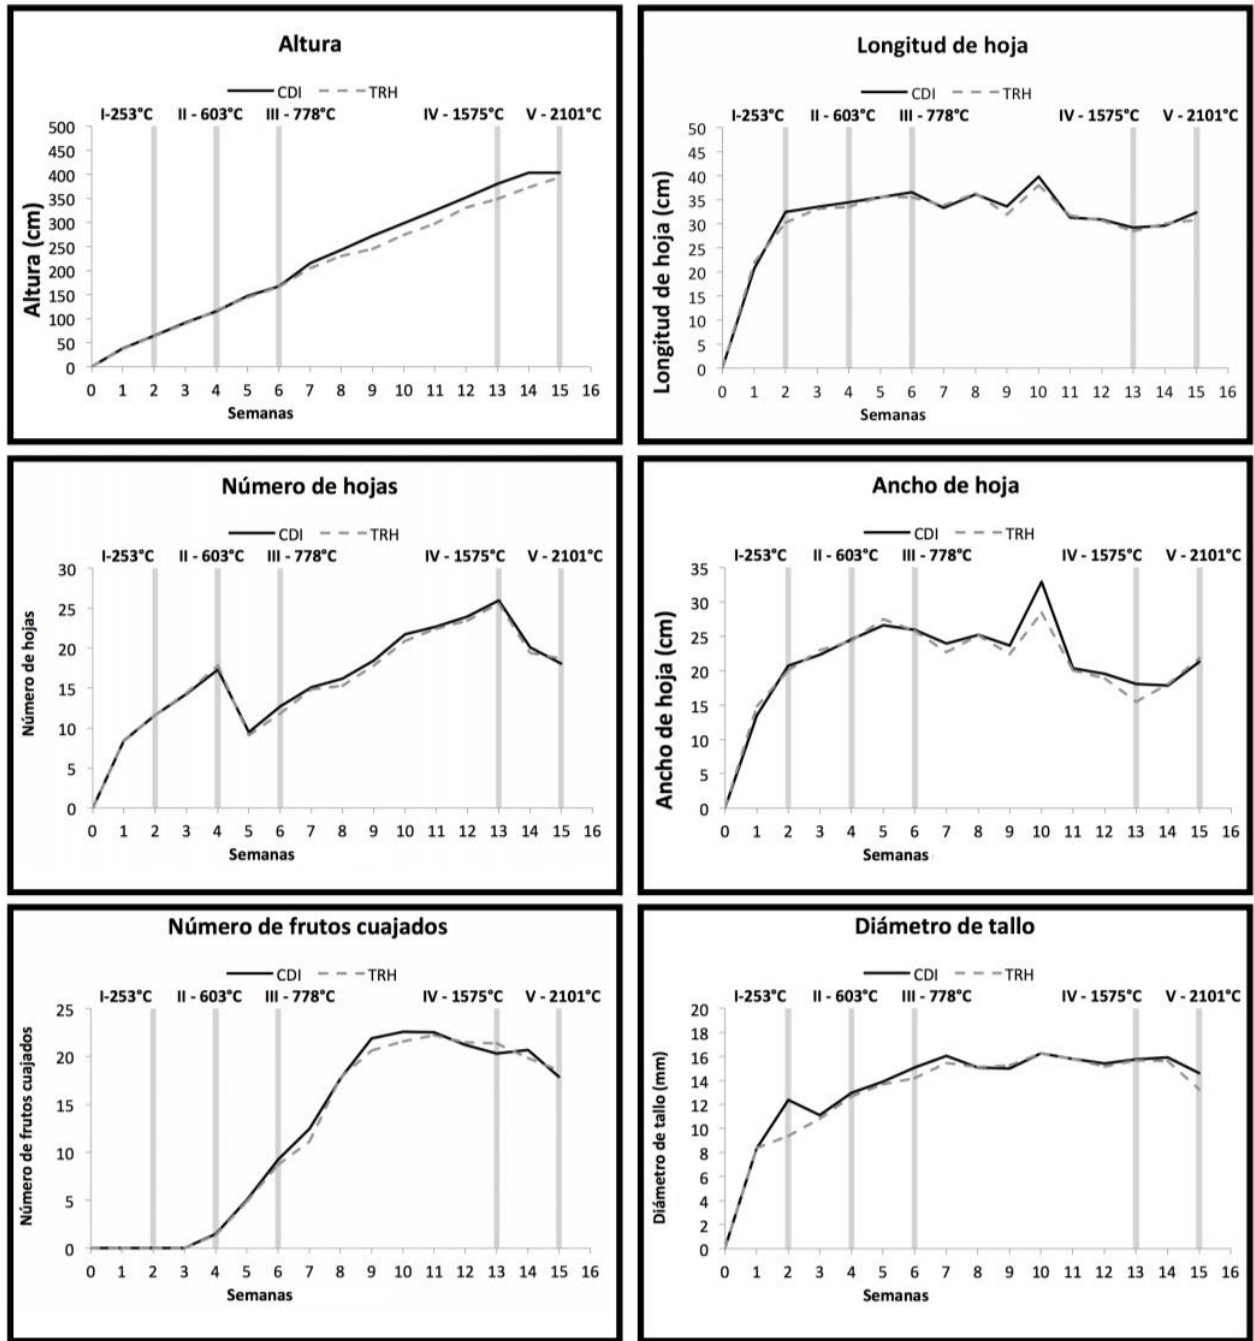 Altura
CDI TRH
I-253°C II - 603°C III - 778°C IV - 1575°C V - 2101°C
500
450
400
350
300
250
200
150
100
50
0
Altura (cm)
0 1 2 3 4 5 6 7 8 9 10 11 12 13 14 15 16
Semanas
Longitud de hoja
CDI TRH
I-253°C II - 603°C III - 778°C IV - 1575°C V - 2101°C
50
45
40
35
30
25
20
15
10
5
0
Longitud de hoja (cm)
0 1 2 3 4 5 6 7 8 9 10 11 12 13 14 15 16
Semanas
Número de hojas
CDI TRH
I-253°C II - 603°C III - 778°C IV - 1575°C V - 2101°C
30
25
20
15
10
5
0
Número de hojas
0 1 2 3 4 5 6 7 8 9 10 11 12 13 14 15 16
Semanas
Ancho de hoja
CDI TRH
I-253°C II - 603°C III - 778°C IV - 1575°C V - 2101°C
35
30
25
20
15
10
5
0
Ancho de hoja (cm)
0 1 2 3 4 5 6 7 8 9 10 11 12 13 14 15 16
Semanas
Número de frutos cuajados
CDI TRH
I-253°C II - 603°C III - 778°C IV - 1575°C V - 2101°C
25
20
15
10
5
0
Número de frutos cuajados
0 1 2 3 4 5 6 7 8 9 10 11 12 13 14 15 16
Semanas
Diámetro de tallo
CDI TRH
I-253°C II - 603°C III - 778°C IV - 1575°C V - 2101°C
20
18
16
14
12
10
8
6
4
2
0
Diámetro de tallo (mm)
0 1 2 3 4 5 6 7 8 9 10 11 12 13 14 15 16
Semanas